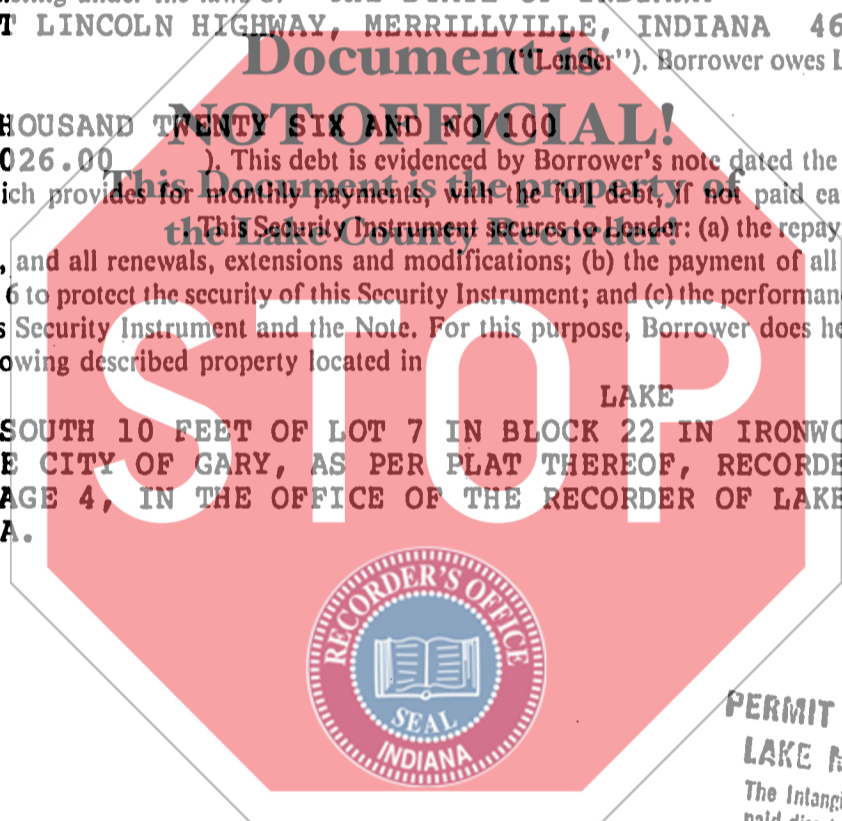 LINCOLN HIGHWAY, MERRILLVILLE, INDIANA 46
Document is
("Lender"). Borrower owes L
HOUSAND TWENTY SIX AND NO/100
NOT OFFICIAL!
026.00 ). This debt is evidenced by Borrower's note dated the
ich provides for monthly payments, with the full debt, if not paid ea
This Document is the property of
the Lake County Recorder!
. This Security Instrument secures to Lender: (a) the repay
, and all renewals, extensions and modifications; (b) the payment of all
6 to protect the security of this Security Instrument; and (c) the performan
s Security Instrument and the Note. For this purpose, Borrower does he
owing described property located in
STOP
LAKE
SOUTH 10 FEET OF LOT 7 IN BLOCK 22 IN IRONWO
E CITY OF GARY, AS PER PLAT THEREOF, RECORDE
AGE 4, IN THE OFFICE OF THE RECORDER OF LAKE
A.
RECORDER'S OFFICE
SEAL
INDIANA
PERMIT
LAKE
The Intangi